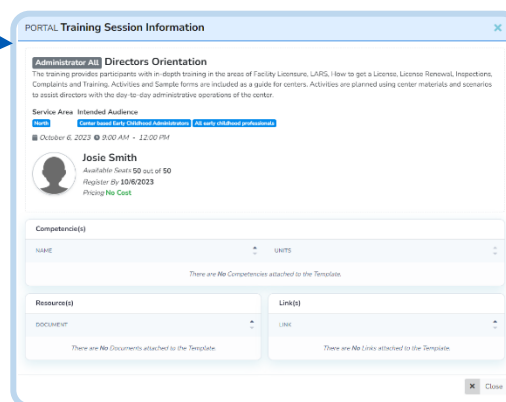 PORTAL Training Session Information
Administrator All Directors Orientation
The training provides participants with in-depth training in the areas of Facility Licensure, LARS, How to get a License, License Renewal, Inspections,
Complaints and Training. Activities and Sample forms are included as a guide for centers. Activities are planned using center materials and scenarios
to assist directors with the day-to-day administrative operations of the center.
Service Area Intended Audience
North Center based Early Childhood Administrators All early childhood professionals
October 6, 2023 9:00 AM - 12:00 PM
Josie Smith
Available Seats 50 out of 50
Register By 10/6/2023
Pricing No Cost
Competencie(s)
NAME UNITS
There are No Competencies attached to the Template.
Resource(s) Link(s)
DOCUMENT LINK
There are No Documents attached to the Template. There are No Links attached to the Template.
Close